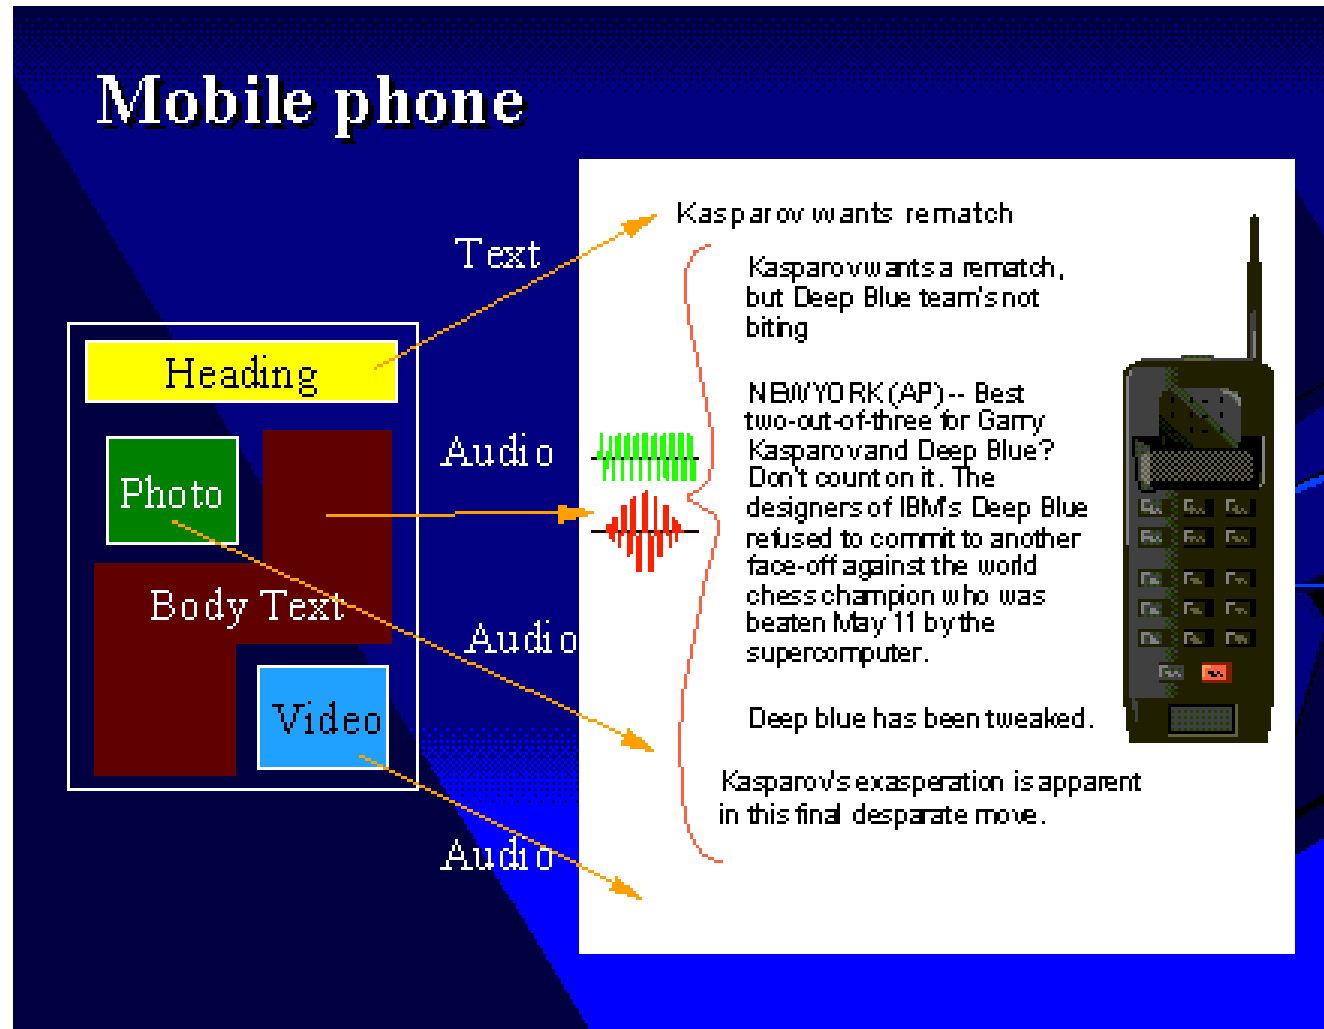 Mobile phone
Kasparov wants rematch
Text
Kasparov wants a rematch,
but Deep Blue team's not
biting
Heading
NEW YORK (AP) -- Best
two-out-of-three for Garry
Audio
Kasparov and Deep Blue?
Don't count on it. The
Photo
designers of IBM's Deep Blue
refused to commit to another
face-off against the world
Body Text
chess champion who was
beaten May 11 by the
Audio
supercomputer.
Video
Deep blue has been tweaked.
Kasparov's exasperation is apparent
in this final desparate move.
Audio